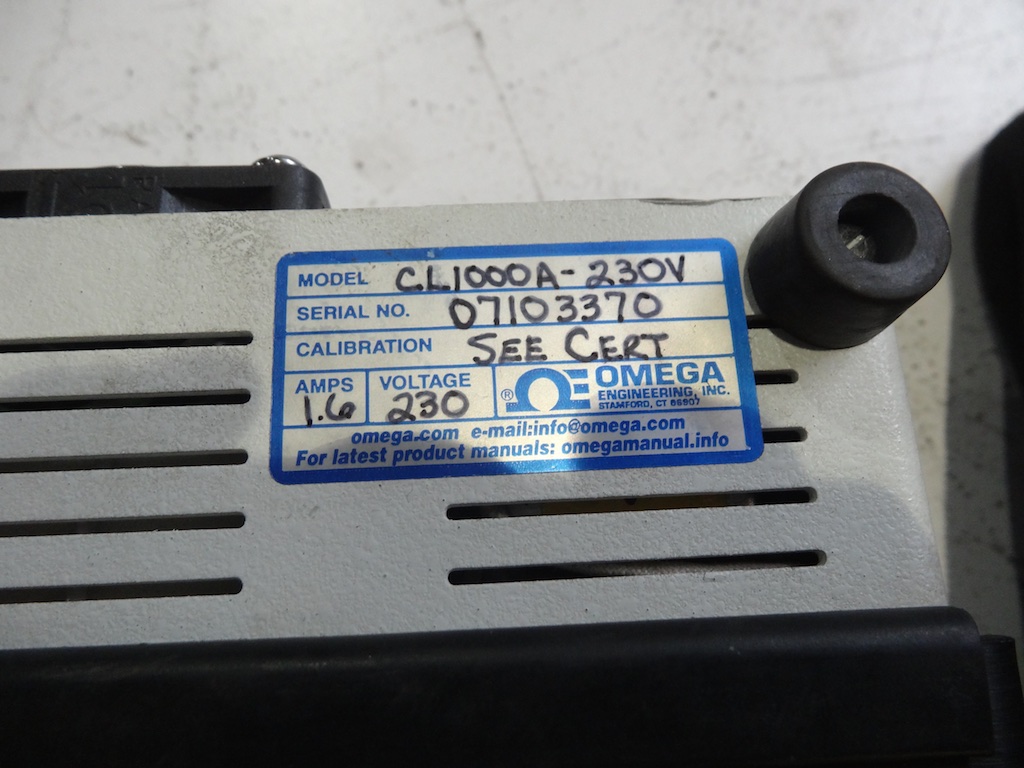 MODEL CL1000A-230V
SERIAL NO. 07103370
CALIBRATION SEE CERT
AMPS 1.6
VOLTAGE 230
® OMEGA
ENGINEERING, INC.
STAMFORD, CT 06907
omega.com e-mail:info@omega.com
For latest product manuals: omegamanual.info